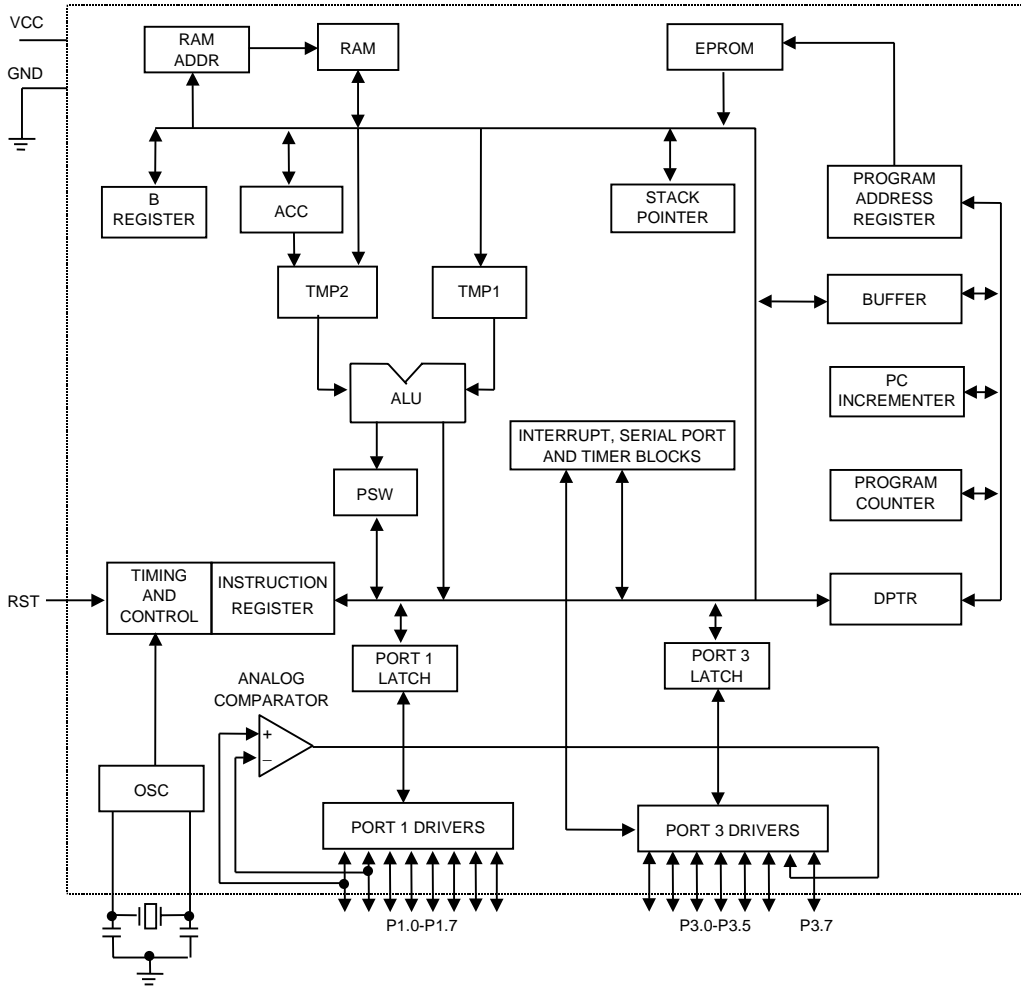 VCC
GND
RAM
ADDR
RAM
EPROM
B
REGISTER
ACC
STACK
POINTER
PROGRAM
ADDRESS
REGISTER
TMP2
TMP1
BUFFER
ALU
PC
INCREMENTER
INTERRUPT, SERIAL PORT
AND TIMER BLOCKS
PSW
PROGRAM
COUNTER
RST
TIMING
AND
CONTROL
INSTRUCTION
REGISTER
DPTR
PORT 1
LATCH
PORT 3
LATCH
ANALOG
COMPARATOR
+
–
OSC
PORT 1 DRIVERS
PORT 3 DRIVERS
P1.0-P1.7
P3.0-P3.5
P3.7